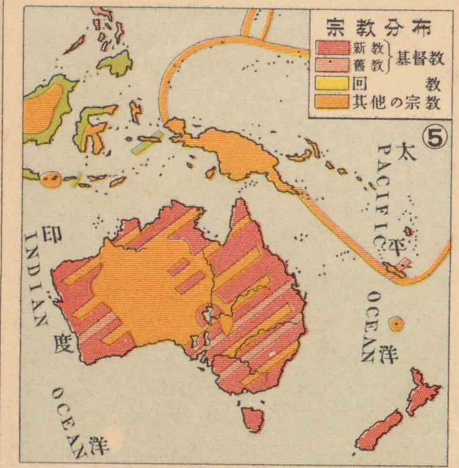 宗教分布
新教
舊教
基督教
回教
其他の宗教
⑤
太平洋
PACIFIC OCEAN
印度洋
INDIAN OCEAN